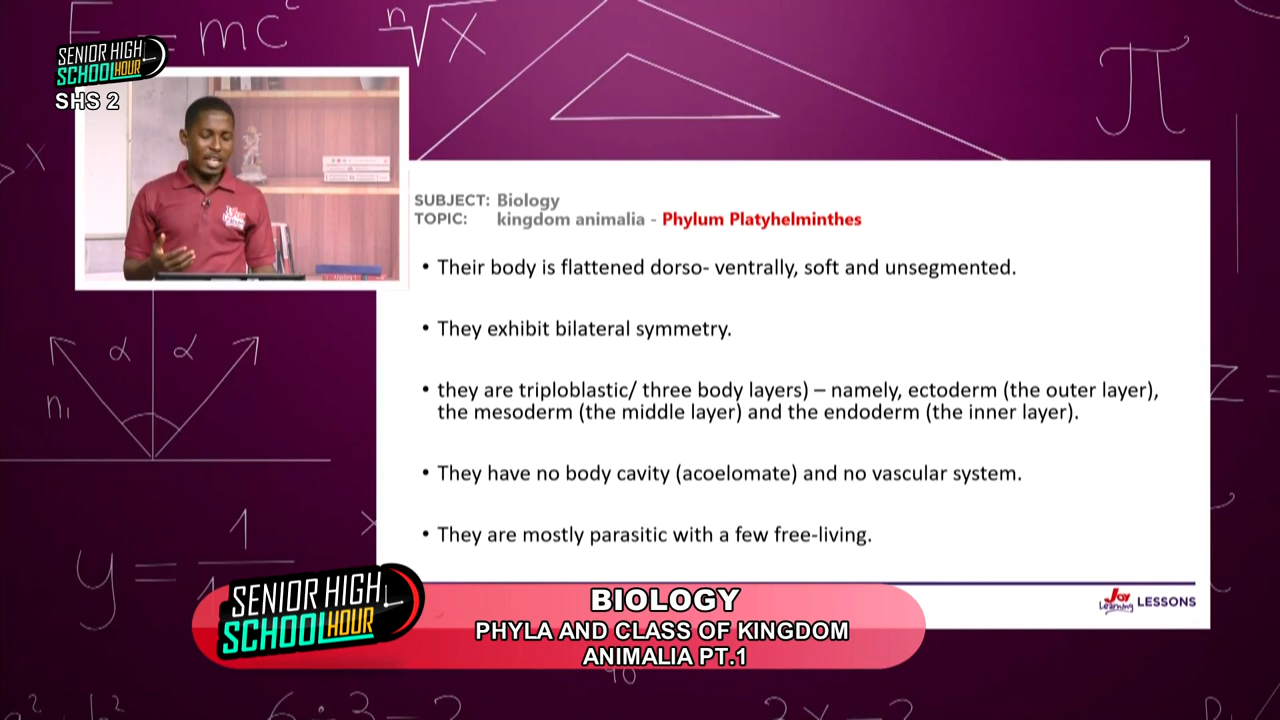 E = mc²
n√x
π
SENIOR HIGH
SCHOOL HOUR
SHS 2
x
SUBJECT: Biology
TOPIC: kingdom animalia - Phylum Platyhelminthes
• Their body is flattened dorso- ventrally, soft and unsegmented.
• They exhibit bilateral symmetry.
• they are triploblastic/ three body layers) – namely, ectoderm (the outer layer),
the mesoderm (the middle layer) and the endoderm (the inner layer).
• They have no body cavity (acoelomate) and no vascular system.
• They are mostly parasitic with a few free-living.
α α
n₁
z =
x
y = 1
Joy Learning LESSONS
SENIOR HIGH
SCHOOL HOUR
BIOLOGY
PHYLA AND CLASS OF KINGDOM
ANIMALIA PT.1